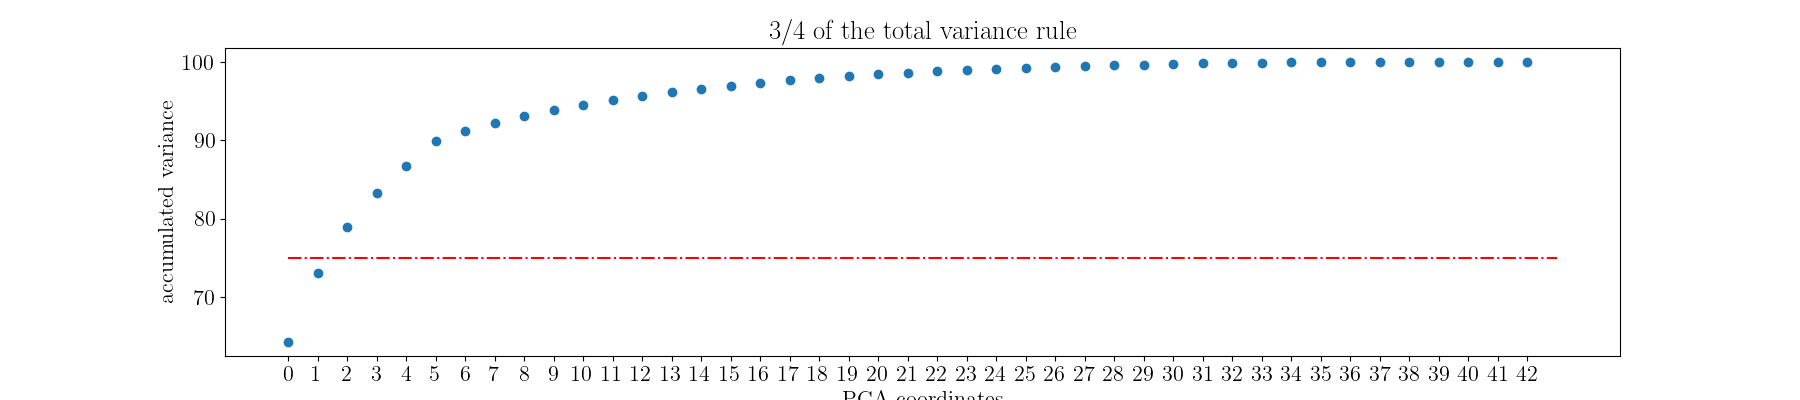 3/4 of the total variance rule
accumulated variance
100
90
80
70
0 1 2 3 4 5 6 7 8 9 10 11 12 13 14 15 16 17 18 19 20 21 22 23 24 25 26 27 28 29 30 31 32 33 34 35 36 37 38 39 40 41 42
PCA coordinates